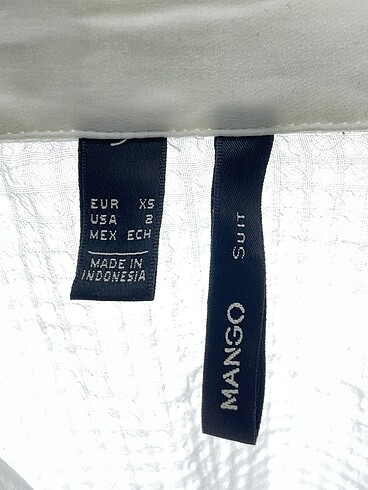 EUR XS
USA 2
MEX ECH
MADE IN
INDONESIA
MANGO SUIT